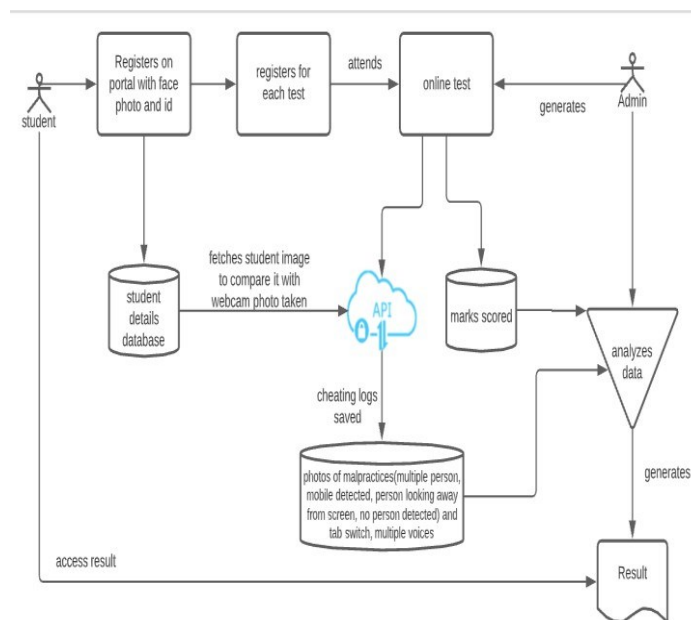 Registers on
portal with face
photo and id
registers for
each test
attends
online test
generates
Admin
student
fetches student image
to compare it with
webcam photo taken
student
details
database
API
marks scored
analyzes
data
cheating logs
saved
photos of malpractices(multiple person,
mobile detected, person looking away
from screen, no person detected) and
tab switch, multiple voices
generates
access result
Result